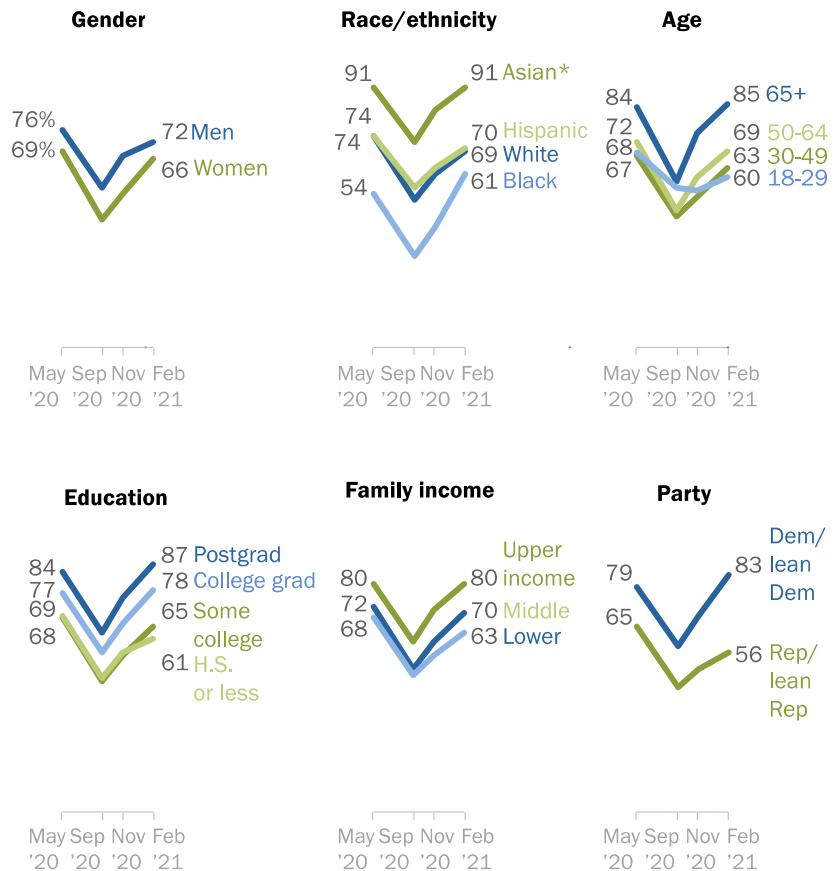 Gender
76%
69%
72 Men
66 Women
May Sep Nov Feb
’20 ’20 ’20 ’21
Race/ethnicity
91
74
74
54
91 Asian*
70 Hispanic
69 White
61 Black
May Sep Nov Feb
’20 ’20 ’20 ’21
Age
84
72
68
67
85 65+
69 50-64
63 30-49
60 18-29
May Sep Nov Feb
’20 ’20 ’20 ’21
Education
84
77
69
68
87 Postgrad
78 College grad
65 Some
college
61 H.S.
or less
May Sep Nov Feb
’20 ’20 ’20 ’21
Family income
80
72
68
Upper
80 income
70 Middle
63 Lower
May Sep Nov Feb
’20 ’20 ’20 ’21
Party
79
65
Dem/
83 lean
Dem
56 Rep/
lean
Rep
May Sep Nov Feb
’20 ’20 ’20 ’21